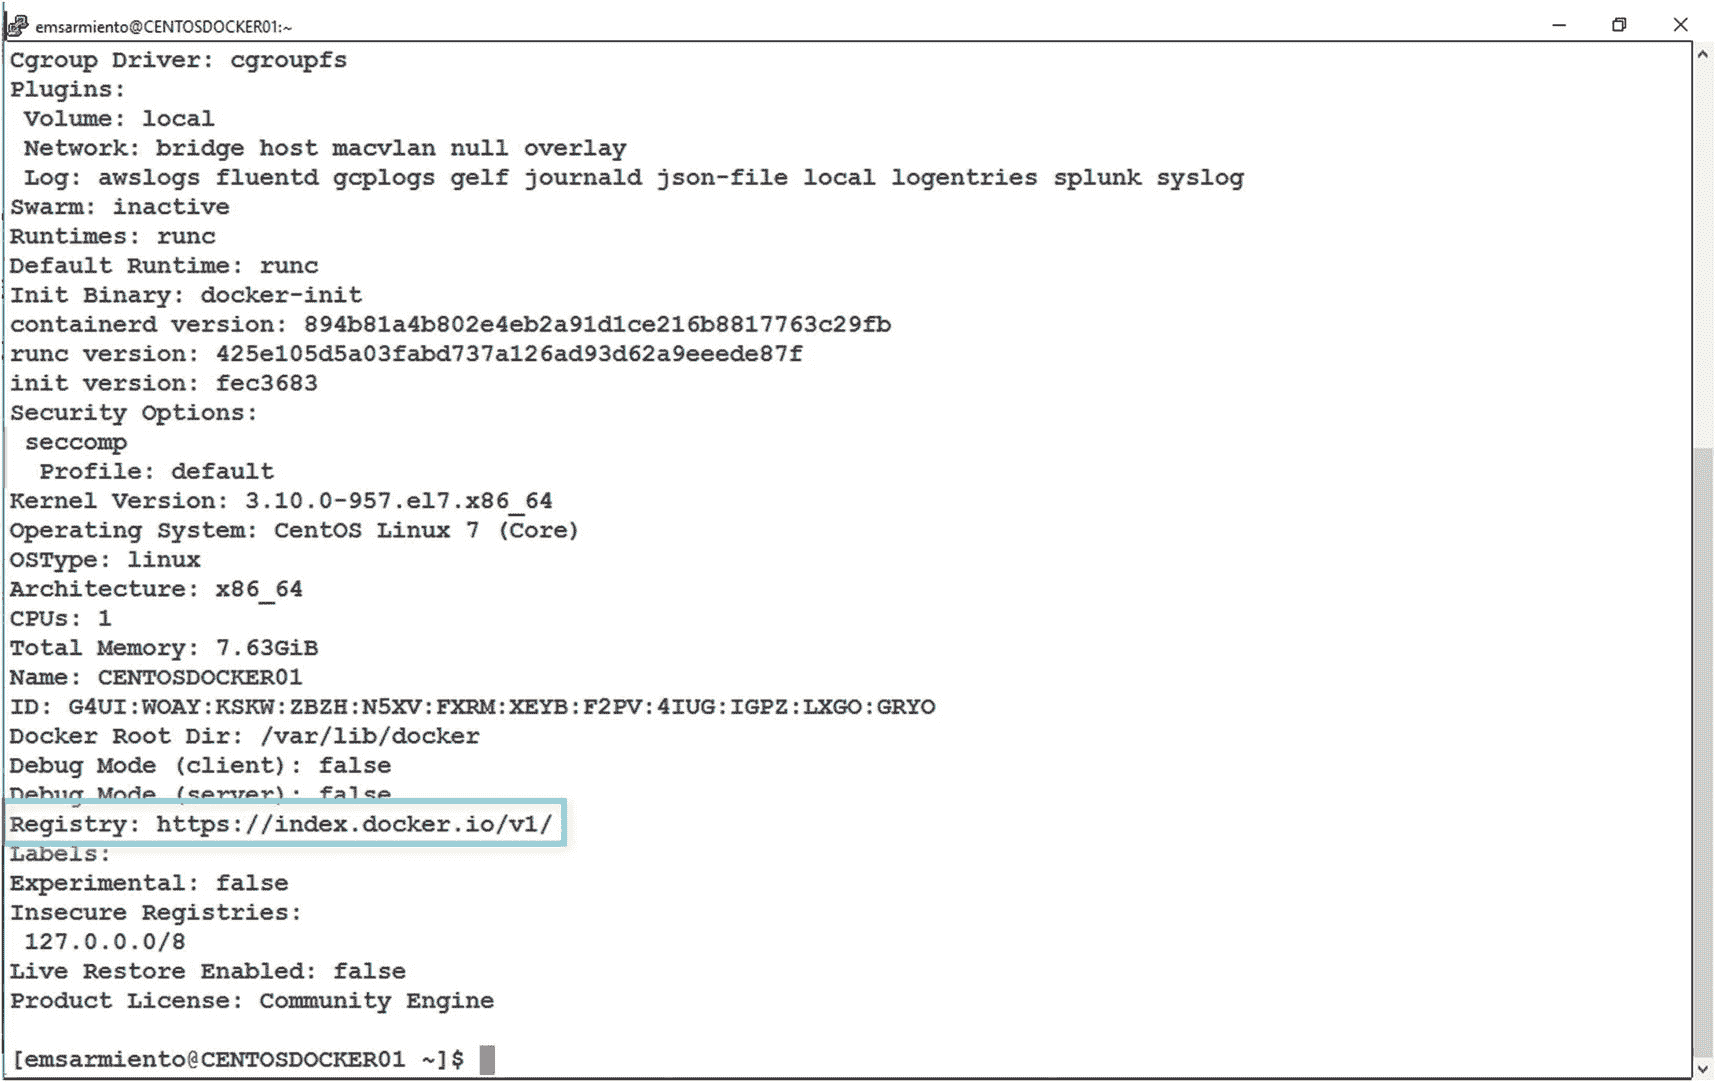 emsarmiento@CENTOSDOCKER01:~
Cgroup Driver: cgroupfs
Plugins:
 Volume: local
 Network: bridge host macvlan null overlay
 Log: awslogs fluentd gcplogs gelf journald json-file local logentries splunk syslog
Swarm: inactive
Runtimes: runc
Default Runtime: runc
Init Binary: docker-init
containerd version: 894b81a4b802e4eb2a91d1ce216b8817763c29fb
runc version: 425e105d5a03fabd737a126ad93d62a9eeede87f
init version: fec3683
Security Options:
 seccomp
  Profile: default
Kernel Version: 3.10.0-957.el7.x86_64
Operating System: CentOS Linux 7 (Core)
OSType: linux
Architecture: x86_64
CPUs: 1
Total Memory: 7.63GiB
Name: CENTOSDOCKER01
ID: G4UI:WOAY:KSKW:ZBZH:N5XV:FXRM:XEYB:F2PV:4IUG:IGPZ:LXGO:GRYO
Docker Root Dir: /var/lib/docker
Debug Mode (client): false
Debug Mode (server): false
Registry: https://index.docker.io/v1/
Labels:
Experimental: false
Insecure Registries:
 127.0.0.0/8
Live Restore Enabled: false
Product License: Community Engine
[emsarmiento@CENTOSDOCKER01 ~]$